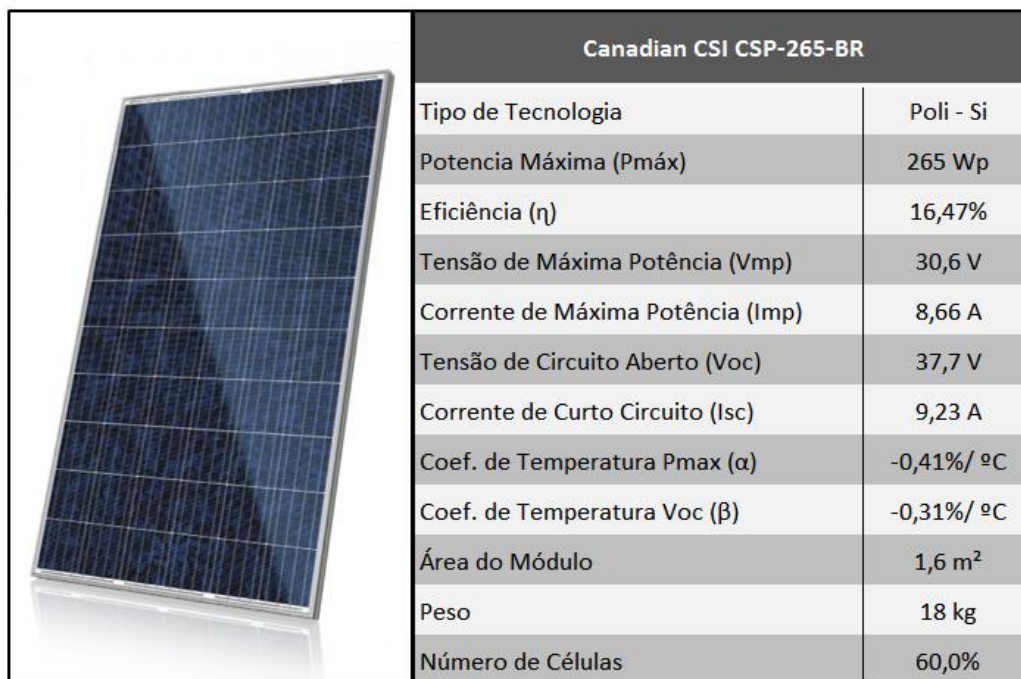 Canadian CSI CSP-265-BR
Tipo de Tecnologia Poli - Si
Potencia Máxima (Pmáx) 265 Wp
Eficiência (η) 16,47%
Tensão de Máxima Potência (Vmp) 30,6 V
Corrente de Máxima Potência (Imp) 8,66 A
Tensão de Circuito Aberto (Voc) 37,7 V
Corrente de Curto Circuito (Isc) 9,23 A
Coef. de Temperatura Pmax (α) -0,41%/ ºC
Coef. de Temperatura Voc (β) -0,31%/ ºC
Área do Módulo 1,6 m²
Peso 18 kg
Número de Células 60,0%